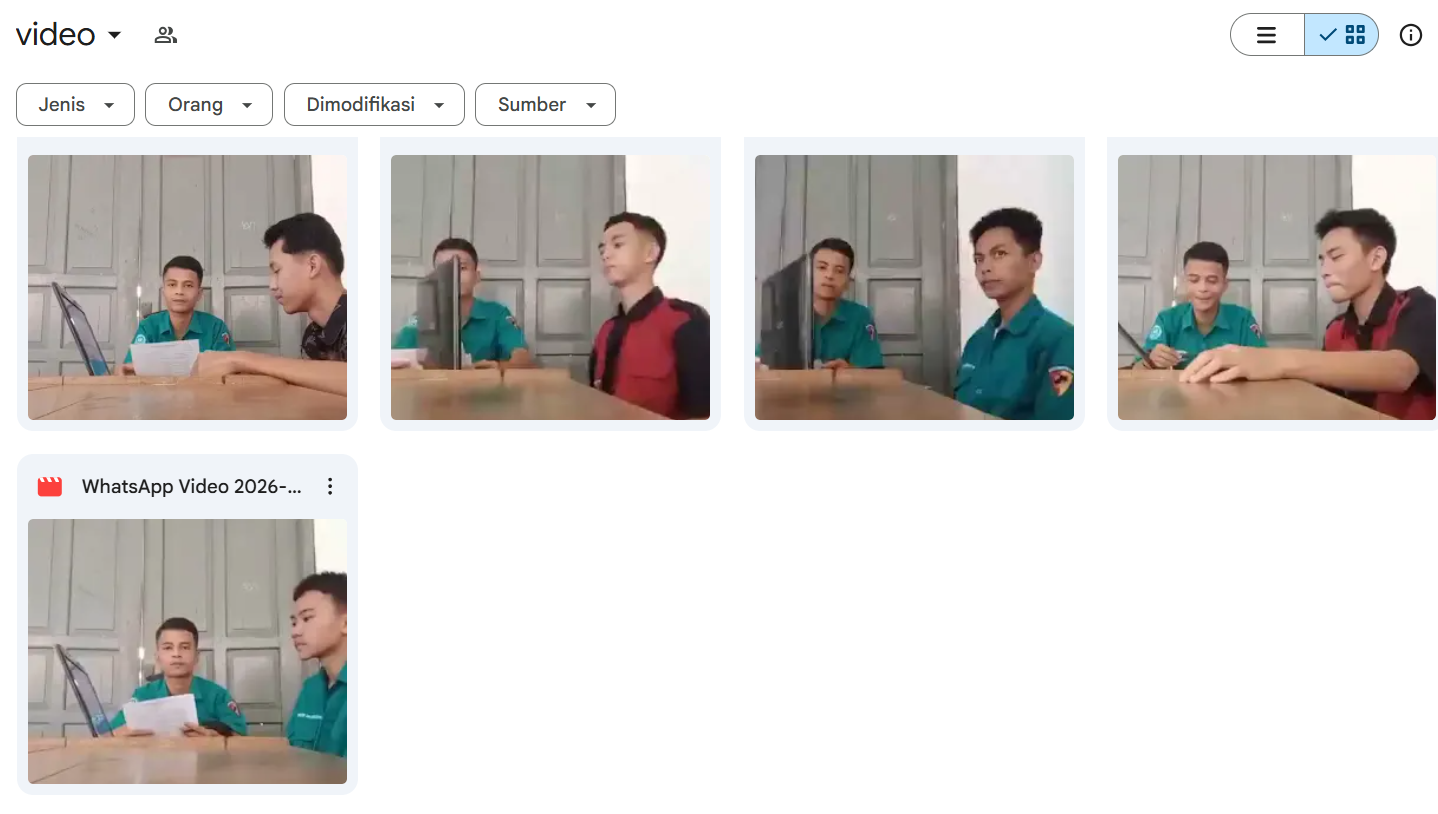 video
Jenis
Orang
Dimodifikasi
Sumber
WhatsApp Video 2026-...